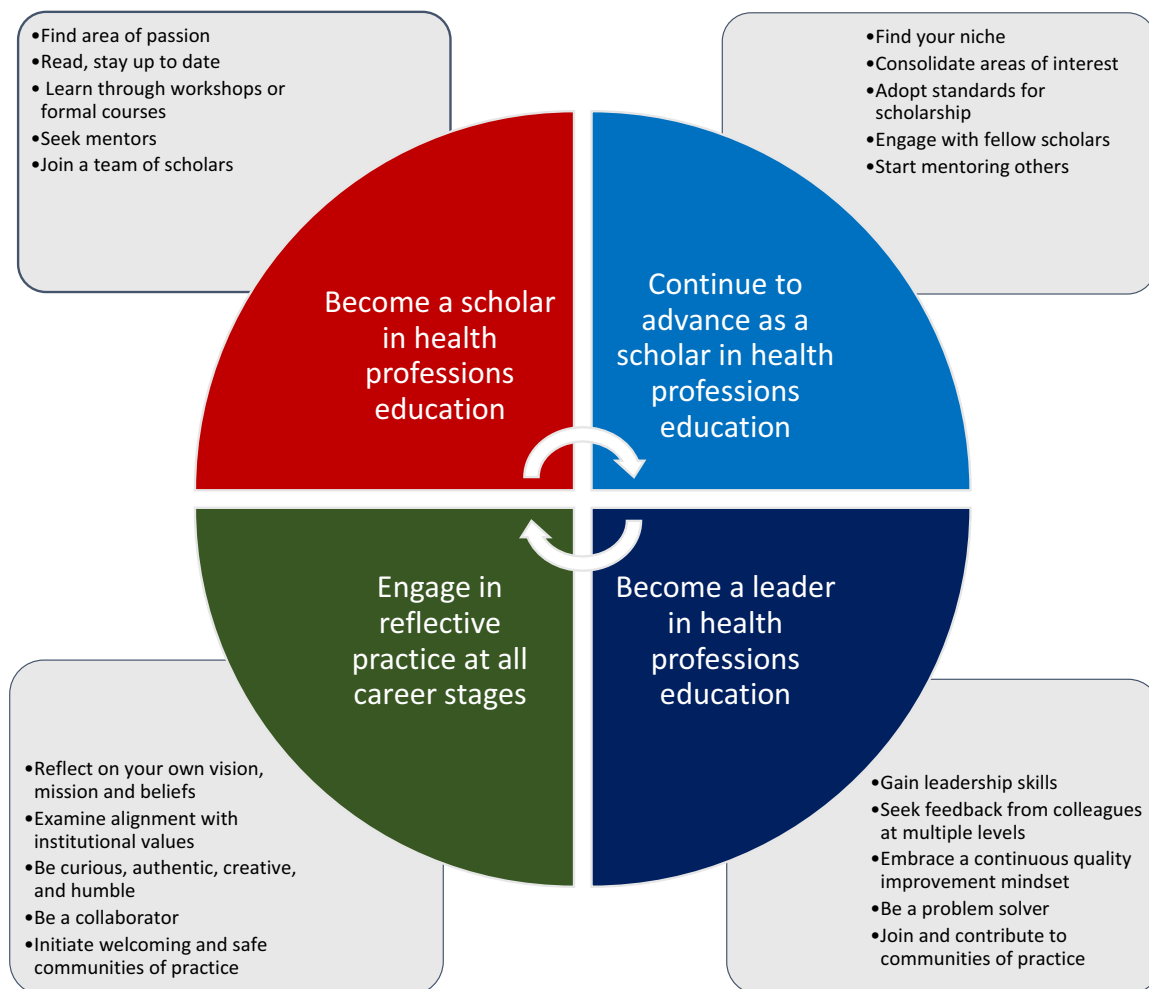 •Find area of passion
•Read, stay up to date
• Learn through workshops or
formal courses
•Seek mentors
•Join a team of scholars
•Find your niche
•Consolidate areas of interest
•Adopt standards for
scholarship
•Engage with fellow scholars
•Start mentoring others
Become a scholar
in health
professions
education
Continue to
advance as a
scholar in health
professions
education
Engage in
reflective
practice at all
career stages
Become a leader
in health
professions
education
•Reflect on your own vision,
mission and beliefs
•Examine alignment with
institutional values
•Be curious, authentic, creative,
and humble
•Be a collaborator
•Initiate welcoming and safe
communities of practice
•Gain leadership skills
•Seek feedback from colleagues
at multiple levels
•Embrace a continuous quality
improvement mindset
•Be a problem solver
•Join and contribute to
communities of practice